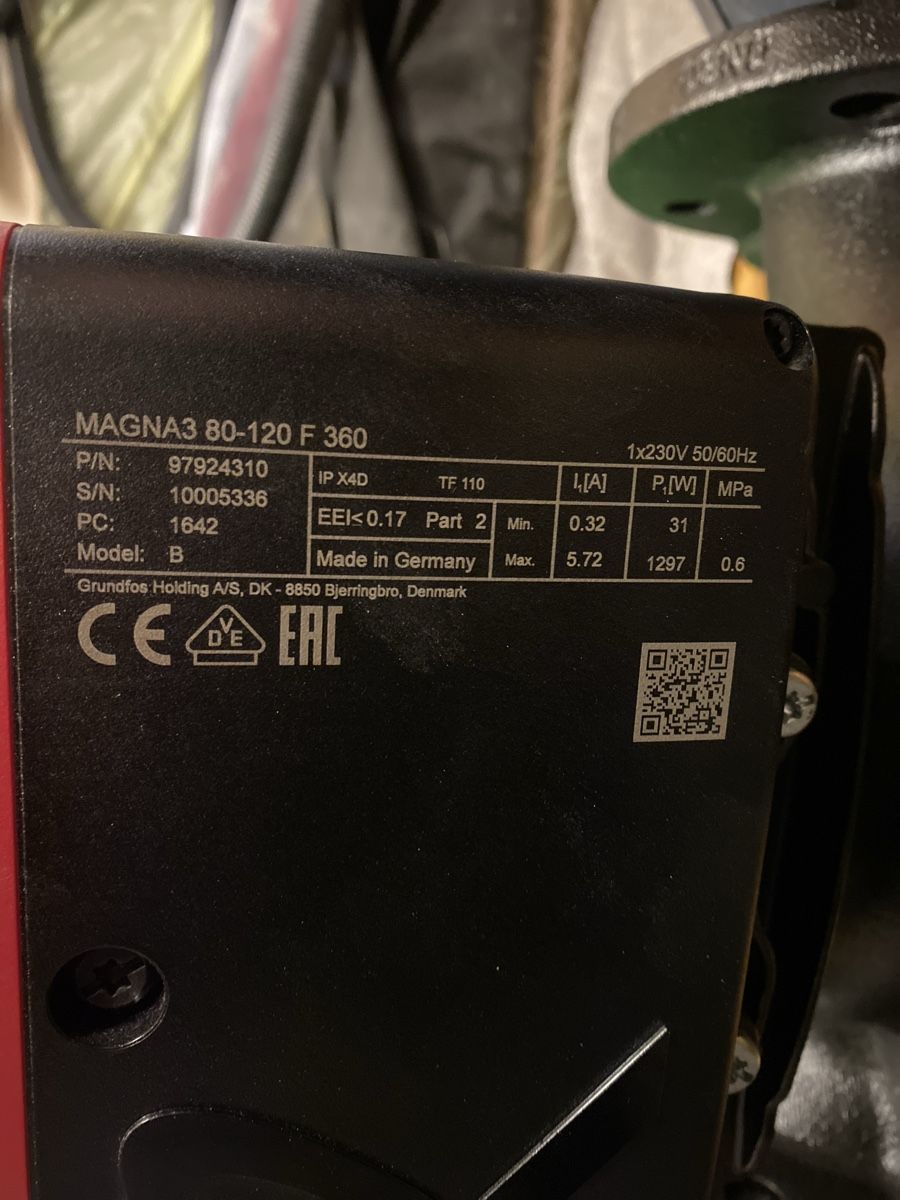 MAGNA3 80-120 F 360
1x230V 50/60Hz
P/N: 97924310
S/N: 10005336
PC: 1642
Model: B
IP X4D TF 110
EEI≤0.17 Part 2
Made in Germany
I₁[A] P₁[W] MPa
Min. 0.32 31
Max. 5.72 1297 0.6
Grundfos Holding A/S, DK - 8850 Bjerringbro, Denmark
CE VDE EAC